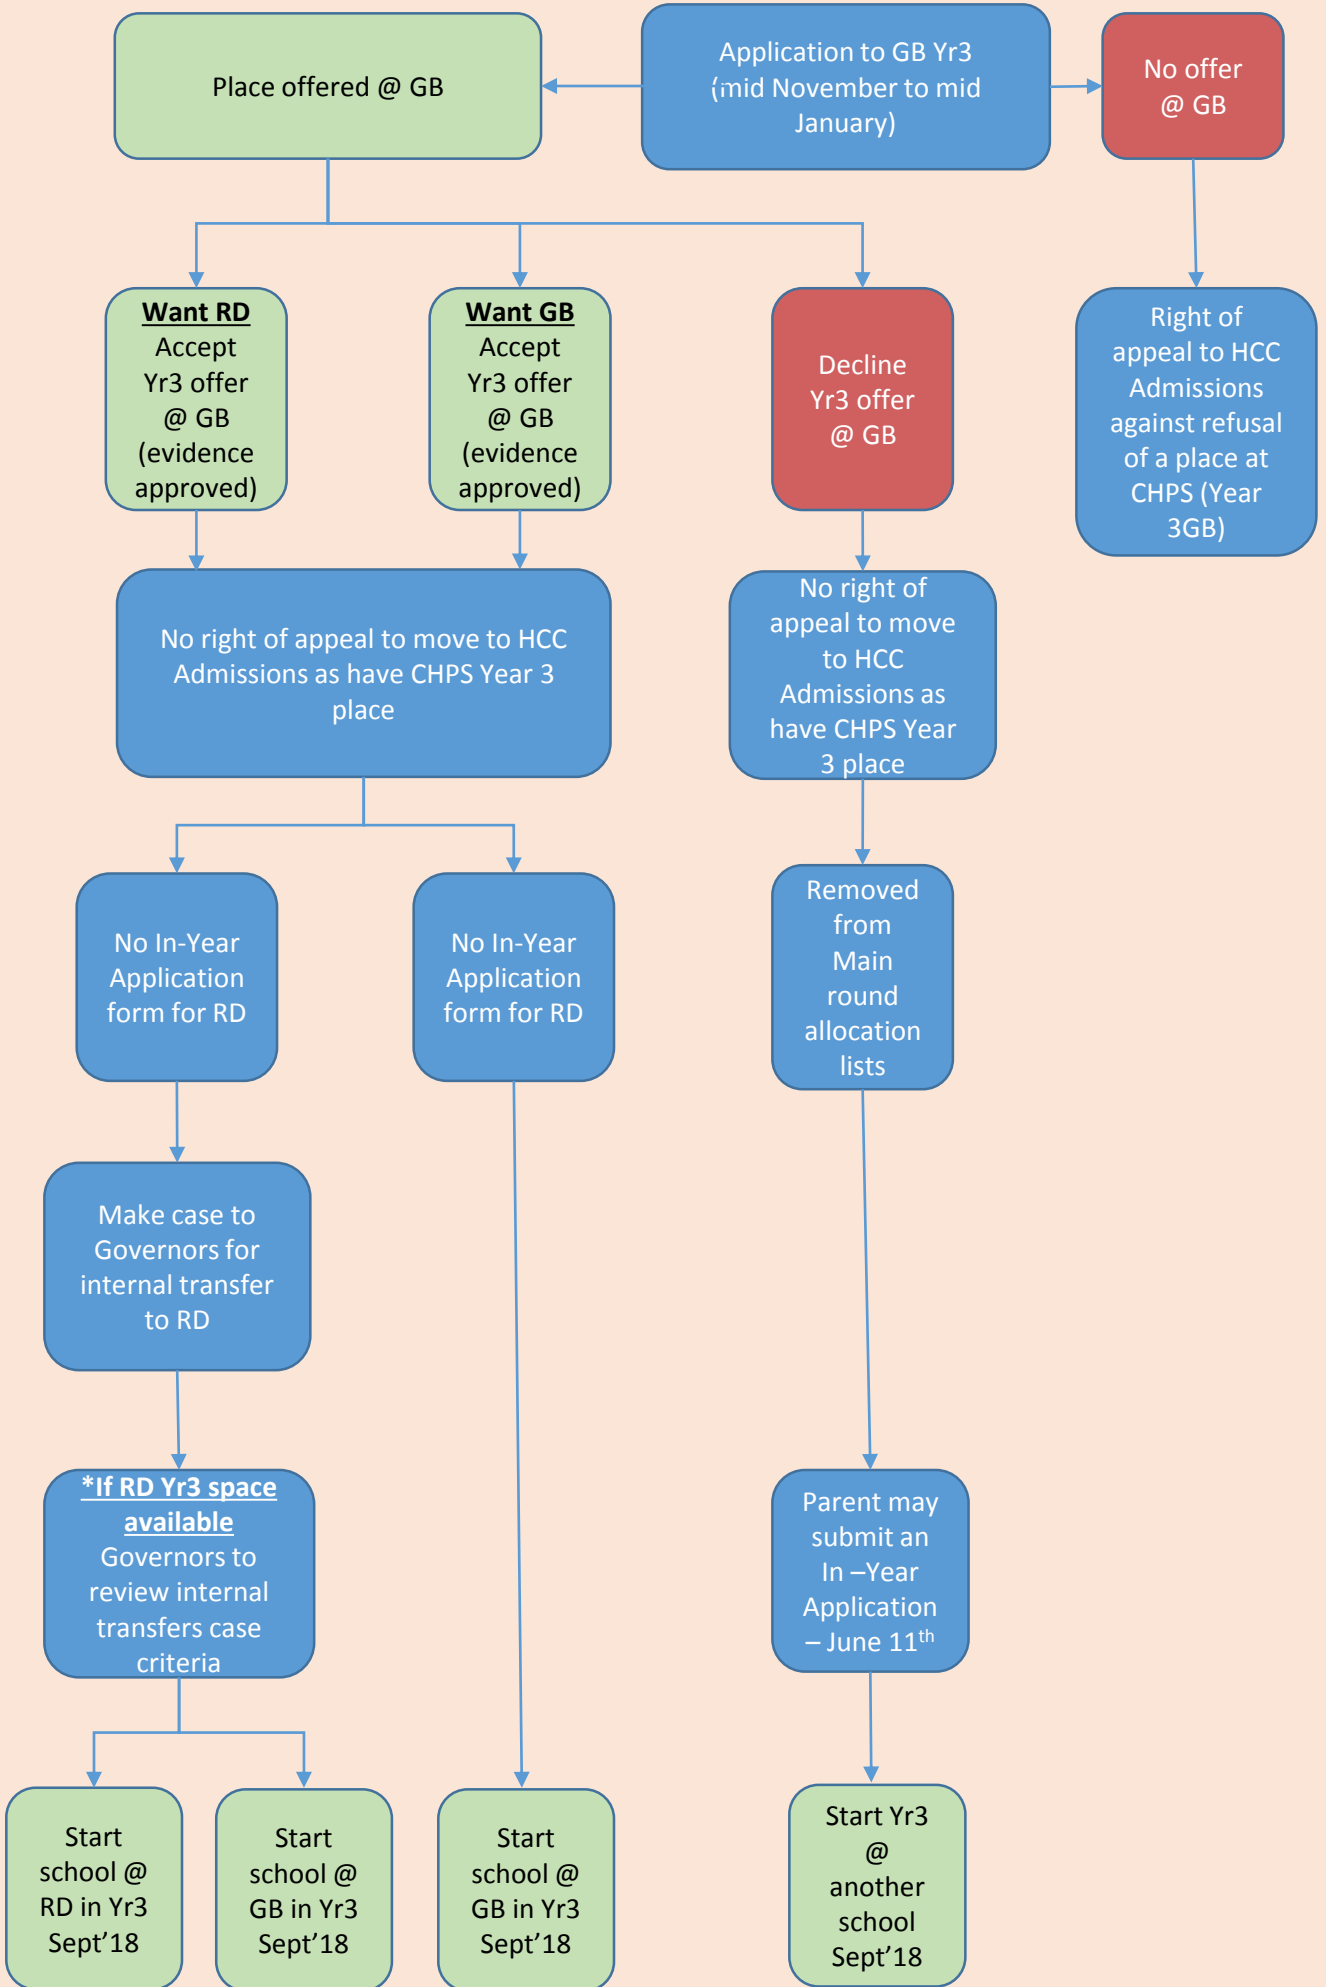 Place offered @ GB
Application to GB Yr3
(mid November to mid
January)
No offer
@ GB
Want RD
Accept
Yr3 offer
@ GB
(evidence
approved)
Want GB
Accept
Yr3 offer
@ GB
(evidence
approved)
Decline
Yr3 offer
@ GB
Right of
appeal to HCC
Admissions
against refusal
of a place at
CHPS (Year
3GB)
No right of appeal to move to HCC
Admissions as have CHPS Year 3
place
No right of
appeal to move
to HCC
Admissions as
have CHPS Year
3 place
No In-Year
Application
form for RD
No In-Year
Application
form for RD
Removed
from
Main
round
allocation
lists
Make case to
Governors for
internal transfer
to RD
*If RD Yr3 space
available
Governors to
review internal
transfers case
criteria
Parent may
submit an
In –Year
Application
– June 11th
Start
school @
RD in Yr3
Sept’18
Start
school @
GB in Yr3
Sept’18
Start
school @
GB in Yr3
Sept’18
Start Yr3
@
another
school
Sept’18